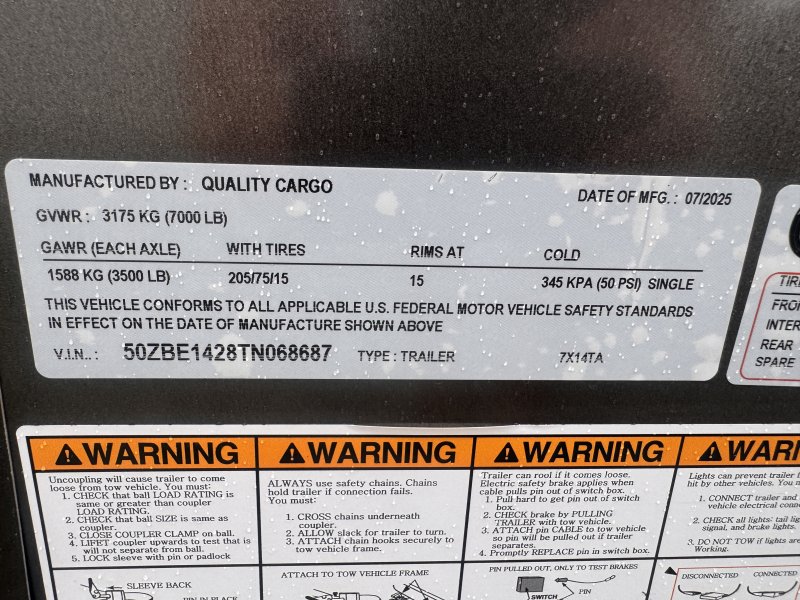 MANUFACTURED BY : QUALITY CARGO
DATE OF MFG. : 07/2025
GVWR : 3175 KG (7000 LB)
GAWR (EACH AXLE) WITH TIRES RIMS AT COLD
1588 KG (3500 LB) 205/75/15 15 345 KPA (50 PSI) SINGLE
THIS VEHICLE CONFORMS TO ALL APPLICABLE U.S. FEDERAL MOTOR VEHICLE SAFETY STANDARDS
IN EFFECT ON THE DATE OF MANUFACTURE SHOWN ABOVE
V.I.N.. : 50ZBE1428TN068687 TYPE : TRAILER 7X14TA
REAR
SPARE
WARNING
Uncoupling will cause trailer to come
loose from tow vehicle. You must:
1. CHECK that ball LOAD RATING is
same or greater than coupler
LOAD RATING.
2. CHECK that ball SIZE is same as
coupler.
3. CLOSE COUPLER CLAMP on ball.
4. LIFET coupler upwards to test that it
will not separate from ball.
5. LOCK sleeve with pin or padlock
SLEEVE BACK
PIN IN PLACE
WARNING
ALWAYS use safety chains. Chains
hold trailer if connection fails.
You must:
1. CROSS chains underneath
coupler.
2. ALLOW slack for trailer to turn.
3. ATTACH chain hooks securely to
tow vehicle frame.
ATTACH TO TOW VEHICLE FRAME
WARNING
Trailer can rool if it comes loose.
Electric safety brake applies when
cable pulls pin out of switch box.
1. Pull-hard to get pin out of switch
box.
2. CHECK brake by PULLING
TRAILER with tow vehicle.
3. ATTACH pin CABLE to tow vehicle
so pin will be pulled out if trailer
separates.
4. Promptly REPLACE pin in switch box.
PIN PULLED OUT, ONLY TO TEST BRAKES
SWITCH
PIN
Lights can prevent trailer
hit by other vehicles. You
1. CONNECT trailer and
vehicle electrical
2. CHECK all lights: tail
signal, and brake lights.
3. DO NOT TOW if lights are
Working.
DISCONNECTED CONNECTED